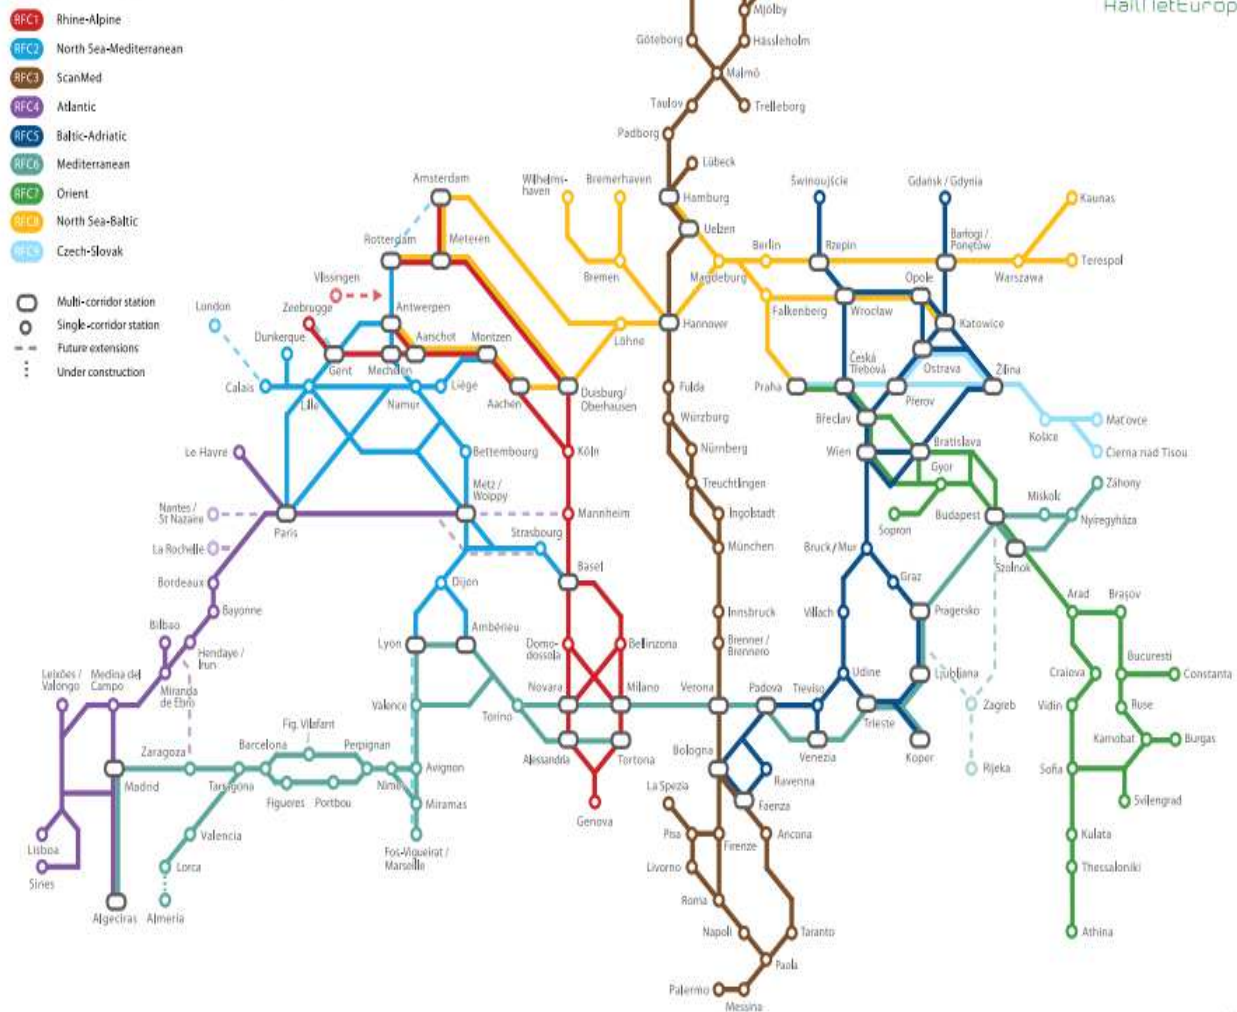 RailNetEurop
RFC1 Rhine-Alpine
RFC2 North Sea-Mediterranean
RFC3 ScanMed
RFC4 Atlantic
RFC5 Baltic-Adriatic
RFC6 Mediterranean
RFC7 Orient
RFC8 North Sea-Baltic
RFC9 Czech-Slovak
Multi-corridor station
Single-corridor station
Future extensions
Under construction
Mjölby
Göteborg
Hässleholm
Malmö
Taulov
Trelleborg
Padborg
Lübeck
Amsterdam
Wilhelms-
haven
Bremerhaven
Hamburg
Świnoujście
Gdańsk / Gdynia
Kaunas
Uelzen
Rotterdam
Meteren
Berlin
Rzepin
Barłogi /
Ponętów
Vlissingen
Bremen
Magdeburg
Opole
Warszawa
Terespol
London
Zeebrugge
Antwerpen
Falkenberg
Wrocław
Dunkerque
Aarschot
Montzen
Löhne
Hannover
Katowice
Gent
Mechelen
Česká
Třebová
Ostrava
Žilina
Calais
Lille
Namur
Liège
Aachen
Duisburg/
Oberhausen
Fulda
Praha
Přerov
Würzburg
Břeclav
Košice
Maťovce
Le Havre
Bettembourg
Köln
Nürnberg
Wien
Bratislava
Čierna nad Tisou
Gyor
Metz /
Woippy
Treuchtlingen
Záhony
Miskolc
Nantes /
St Nazaire
Paris
Mannheim
Ingolstadt
Sopron
Budapest
Nyíregyháza
Strasbourg
La Rochelle
München
Bruck/Mur
Szolnok
Basel
Bordeaux
Dijon
Graz
Arad
Braşov
Bayonne
Innsbruck
Villach
Pragersko
Bilbao
Hendaye /
Irun
Lyon
Ambérieu
Domo-
dossola
Bellinzona
Brenner /
Brennero
Bucuresti
Leixões /
Valongo
Medina del
Campo
Miranda
de Ebro
Udine
Ljubljana
Craiova
Constanta
Valence
Torino
Novara
Milano
Verona
Padova
Treviso
Zagreb
Vidin
Ruse
Fig. Vilafant
Trieste
Zaragoza
Barcelona
Perpignan
Alessandria
Tortona
Bologna
Venezia
Koper
Karnobat
Burgas
Madrid
Tarragona
Figueres
Portbou
Nîmes
Avignon
La Spezia
Ravenna
Rijeka
Sofia
Miramas
Genova
Faenza
Svilengrad
Valencia
Lisboa
Fos-Vigueirat /
Marseille
Pisa
Firenze
Ancona
Kulata
Sines
Lorca
Livorno
Thessaloniki
Algeciras
Almería
Roma
Napoli
Taranto
Athina
Paola
Palermo
Messina